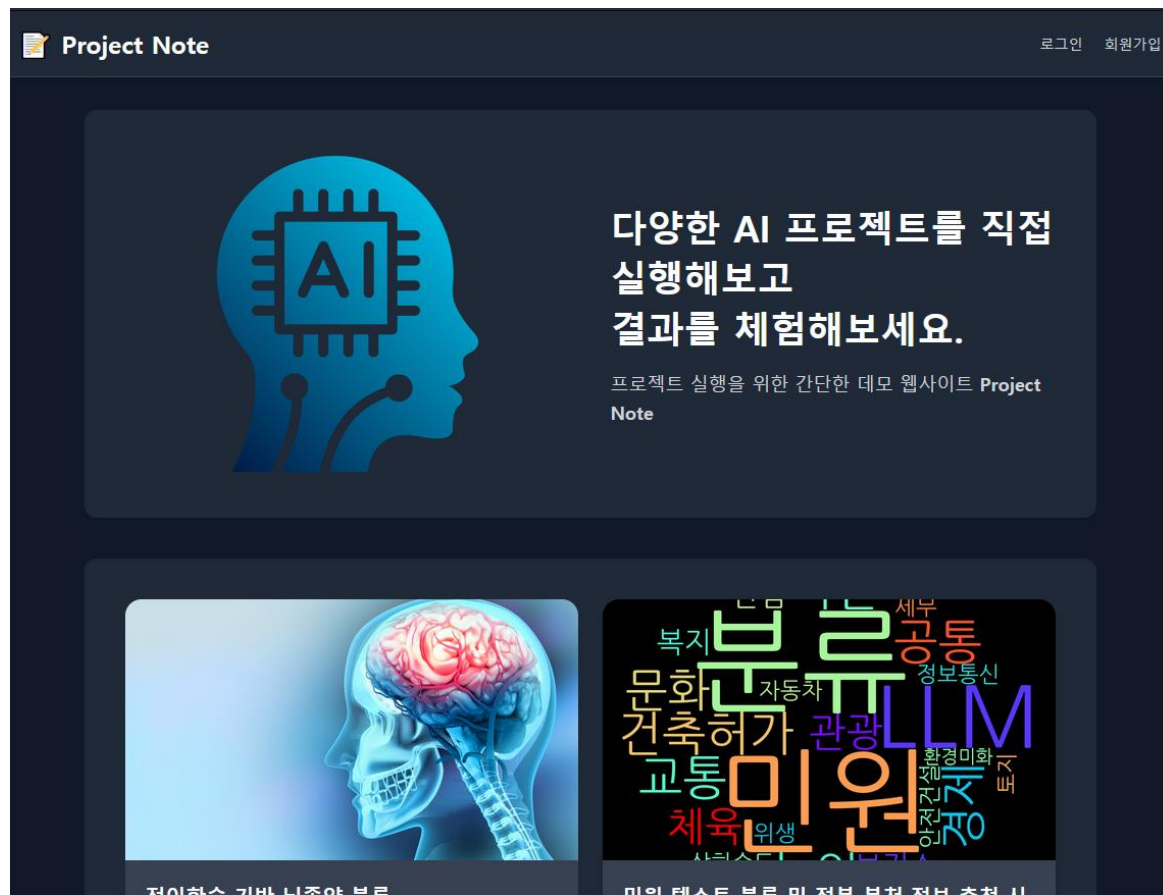 Project Note
로그인 회원가입
AI
다양한 AI 프로젝트를 직접
실행해보고
결과를 체험해보세요.
프로젝트 실행을 위한 간단한 데모 웹사이트 Project
Note
세무
분류
복지
공통
정보통신
문화
자동차
LLM
건축허가
관광
환경미화
교통
민원
안전건설
경제
토지
체육
위생